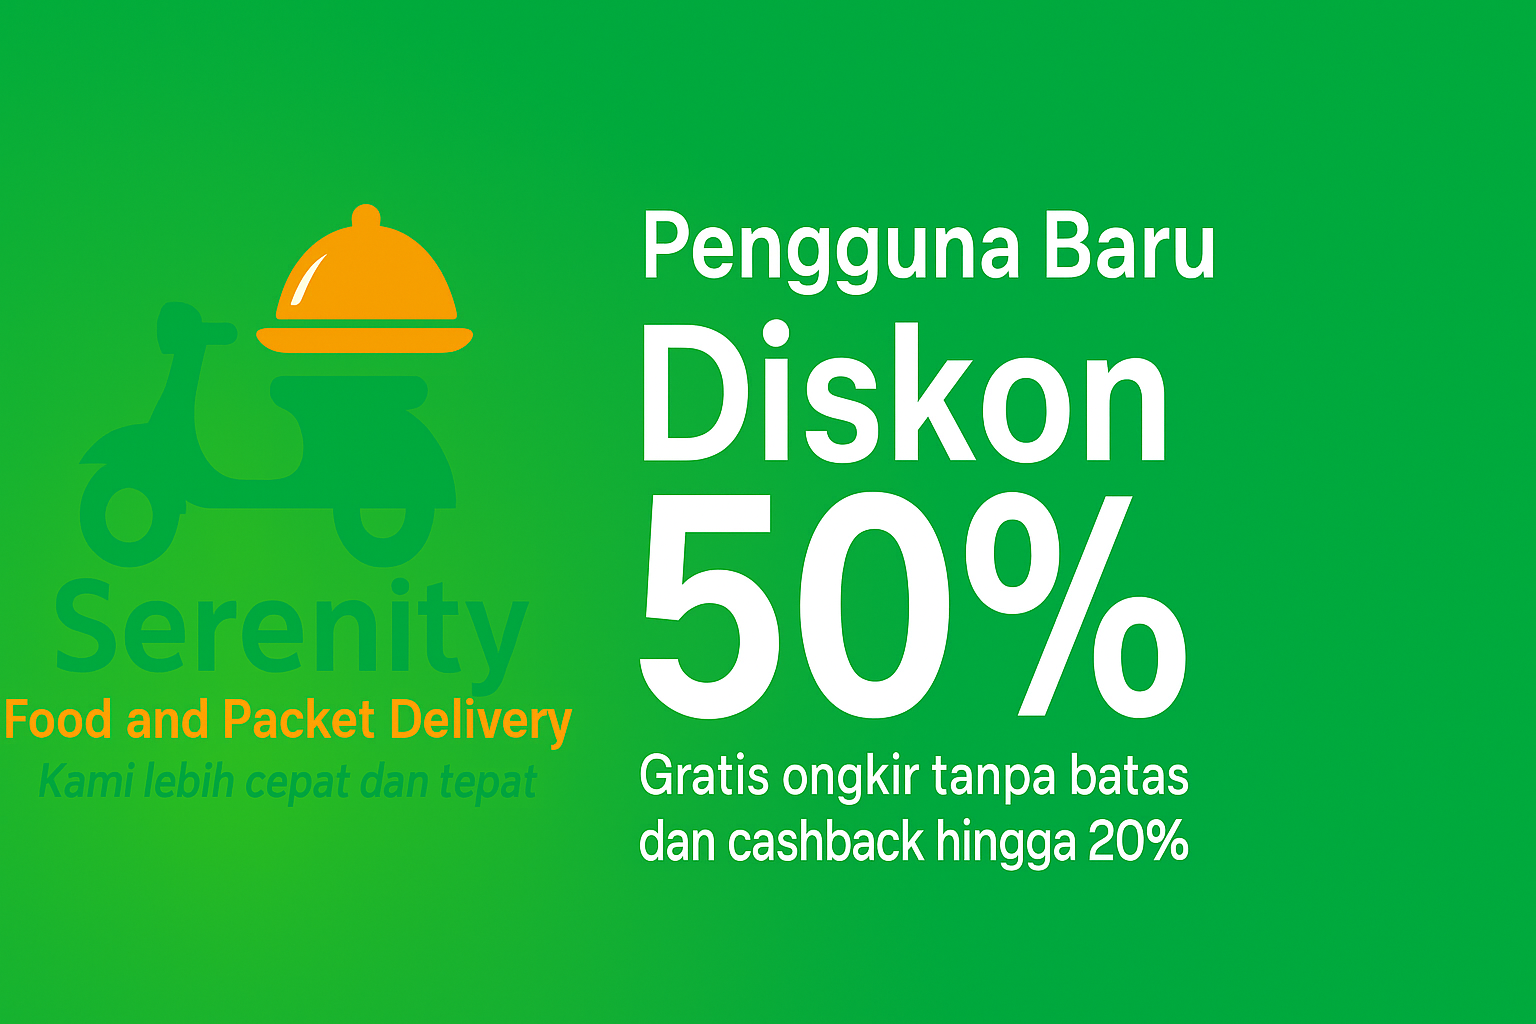 Serenity
Food and Packet Delivery
Kami lebih cepat dan tepat
Pengguna Baru
Diskon
50%
Gratis ongkir tanpa batas
dan cashback hingga 20%